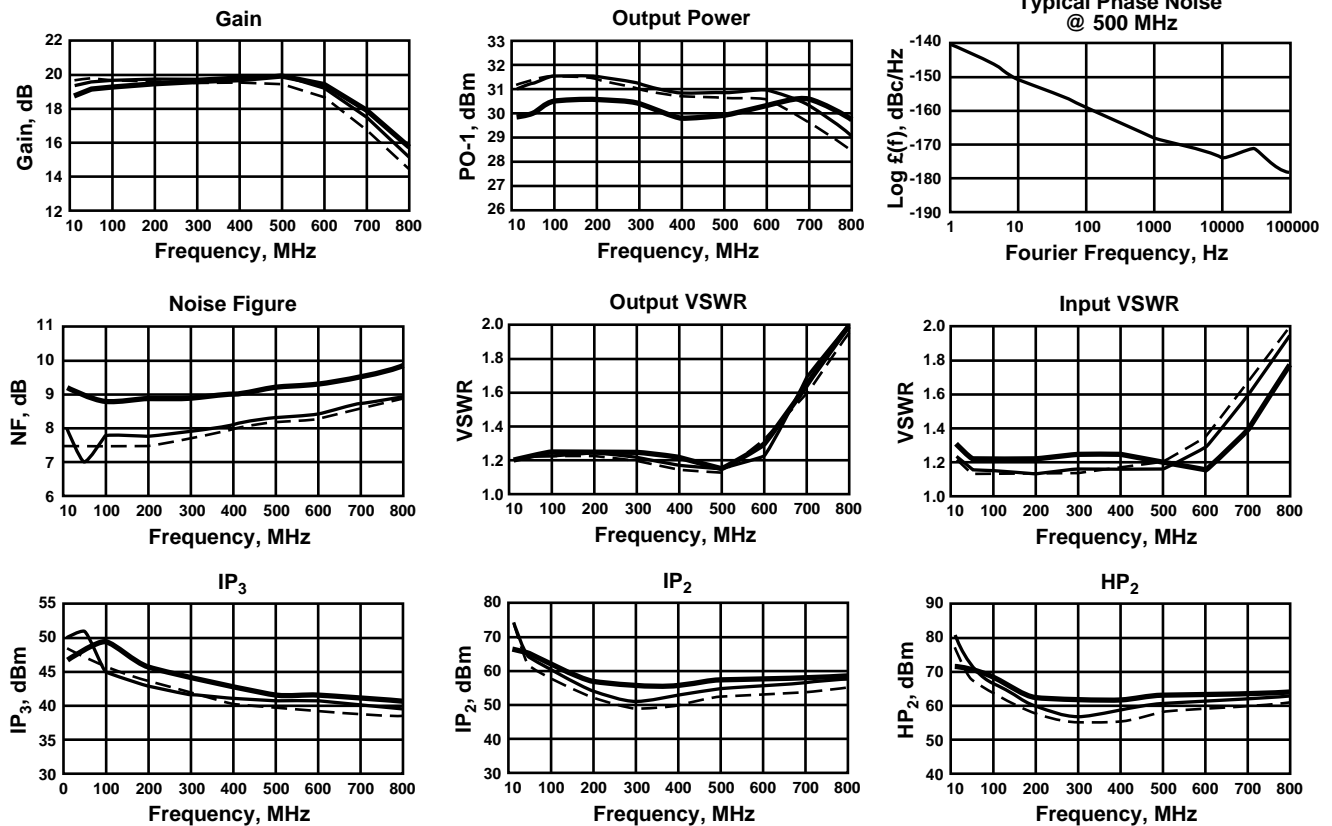 Gain
22
20
18
16
14
12
Gain, dB
10 100 200 300 400 500 600 700 800
Frequency, MHz
Output Power
33
32
31
30
29
28
27
26
PO-1, dBm
10 100 200 300 400 500 600 700 800
Frequency, MHz
Typical Phase Noise
@ 500 MHz
-140
-150
-160
-170
-180
-190
Log £(f), dBc/Hz
1 10 100 1000 10000 100000
Fourier Frequency, Hz
Noise Figure
11
10
9
8
7
6
NF, dB
10 100 200 300 400 500 600 700 800
Frequency, MHz
Output VSWR
2.0
1.8
1.6
1.4
1.2
1.0
VSWR
10 100 200 300 400 500 600 700 800
Frequency, MHz
Input VSWR
2.0
1.8
1.6
1.4
1.2
1.0
VSWR
10 100 200 300 400 500 600 700 800
Frequency, MHz
IP3
55
50
45
40
35
30
IP3, dBm
0 100 200 300 400 500 600 700 800
Frequency, MHz
IP2
80
70
60
50
40
30
IP2, dBm
10 100 200 300 400 500 600 700 800
Frequency, MHz
HP2
90
80
70
60
50
40
HP2, dBm
10 100 200 300 400 500 600 700 800
Frequency, MHz